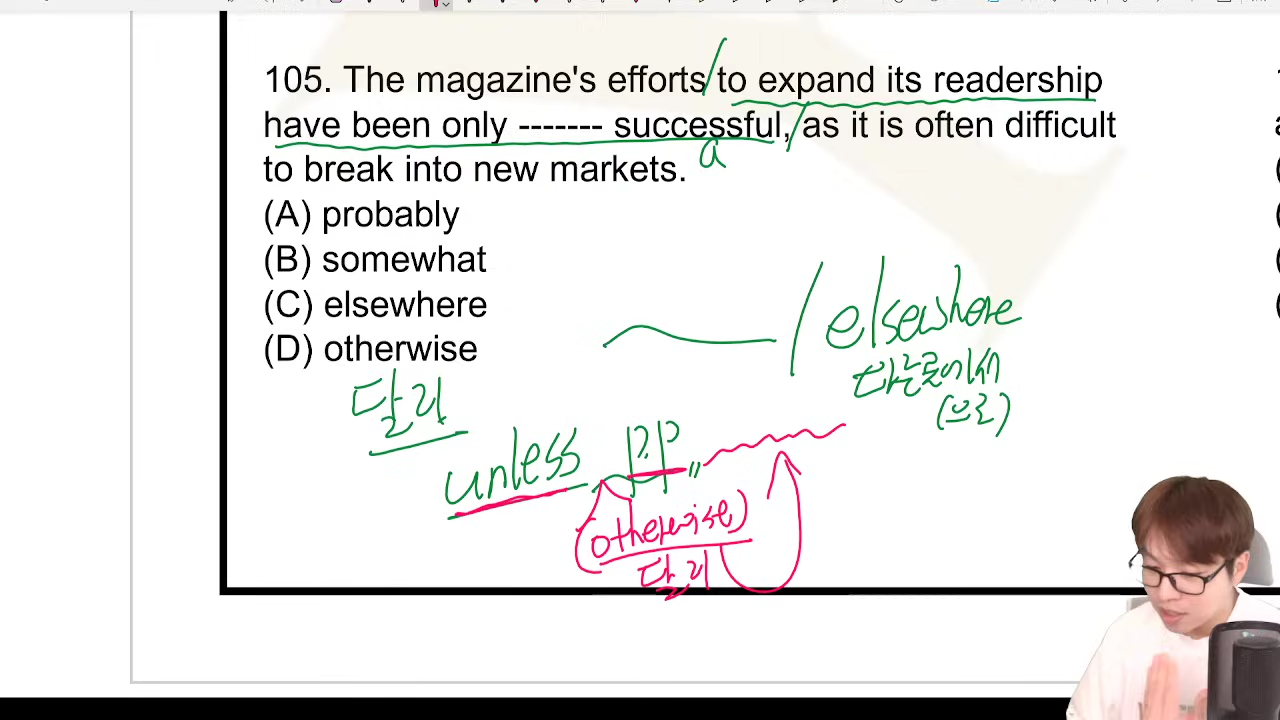 105. The magazine's efforts to expand its readership
have been only ------- successful, as it is often difficult
a
to break into new markets.
(A) probably
(B) somewhat
(C) elsewhere
(D) otherwise
elsewhere
다른곳에서
(으로)
달리
unless p.p
(otherwise)
달리